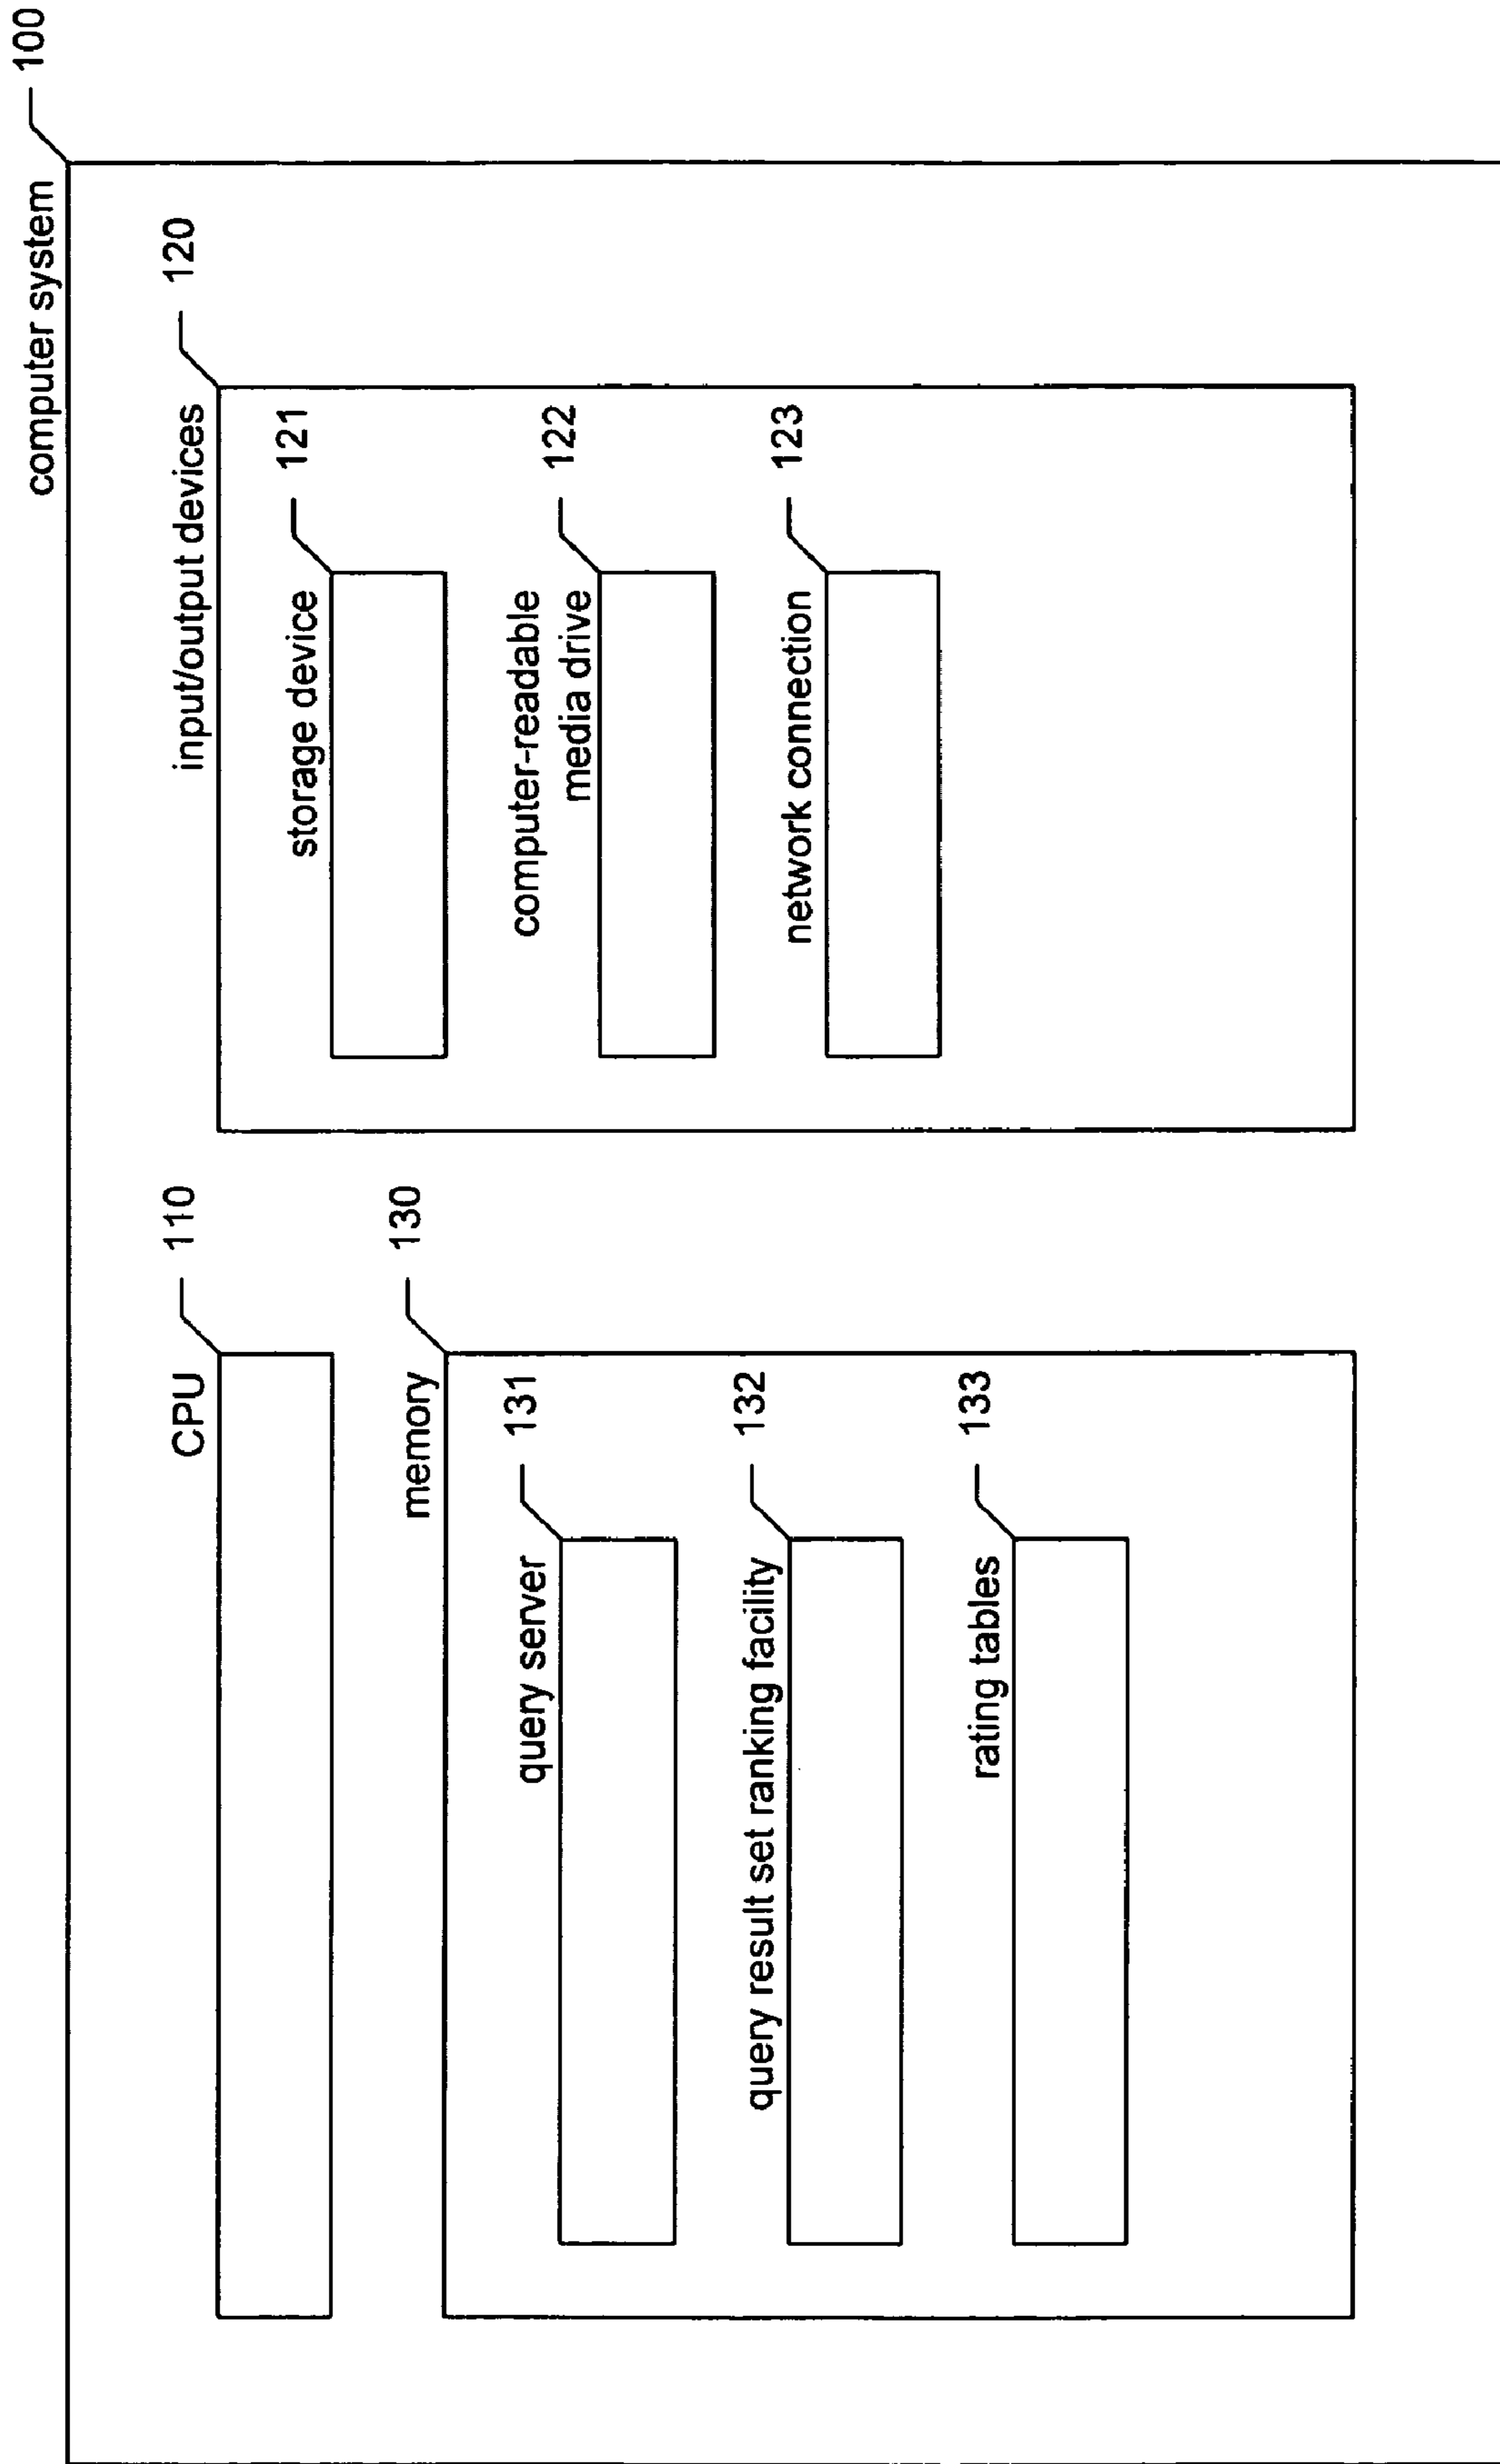 computer system
100
CPU
110
memory
130
query server
131
query result set ranking facility
132
rating tables
133
input/output devices
120
storage device
121
computer-readable
media drive
122
network connection
123